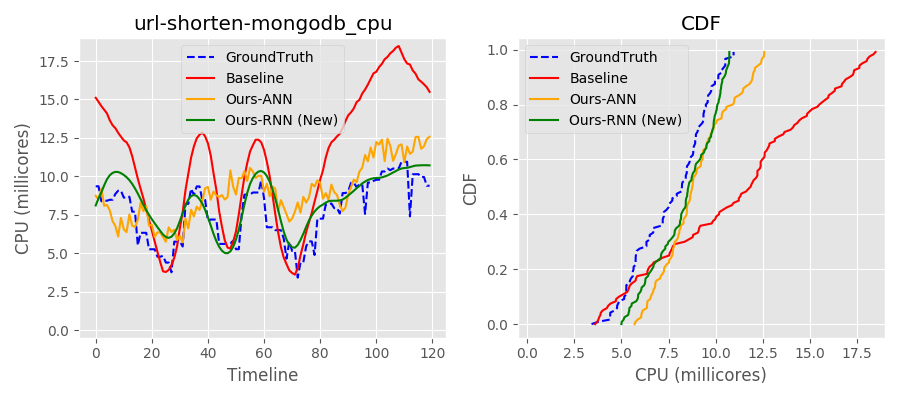 url-shorten-mongodb_cpu
GroundTruth
Baseline
Ours-ANN
Ours-RNN (New)
CPU (millicores)
17.5
15.0
12.5
10.0
7.5
5.0
2.5
0.0
0
20
40
60
80
100
120
Timeline
CDF
GroundTruth
Baseline
Ours-ANN
Ours-RNN (New)
CDF
1.0
0.8
0.6
0.4
0.2
0.0
0.0
2.5
5.0
7.5
10.0
12.5
15.0
17.5
CPU (millicores)